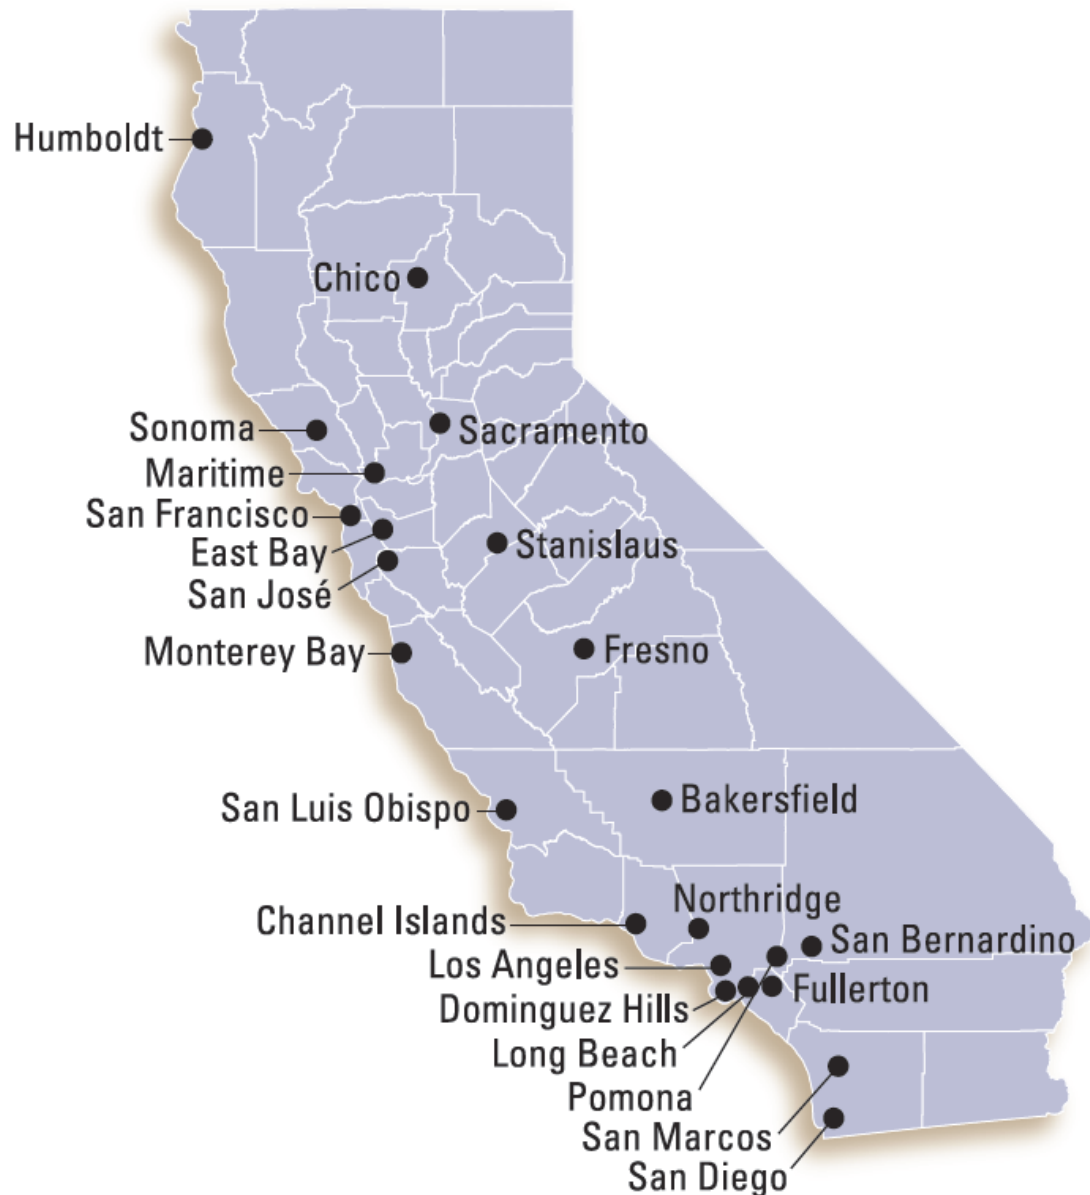 Humboldt
Chico
Sonoma
Sacramento
Maritime
San Francisco
East Bay
Stanislaus
San José
Monterey Bay
Fresno
San Luis Obispo
Bakersfield
Northridge
Channel Islands
San Bernardino
Los Angeles
Fullerton
Dominguez Hills
Long Beach
Pomona
San Marcos
San Diego